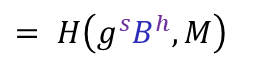 = H(g^s B^h, M)